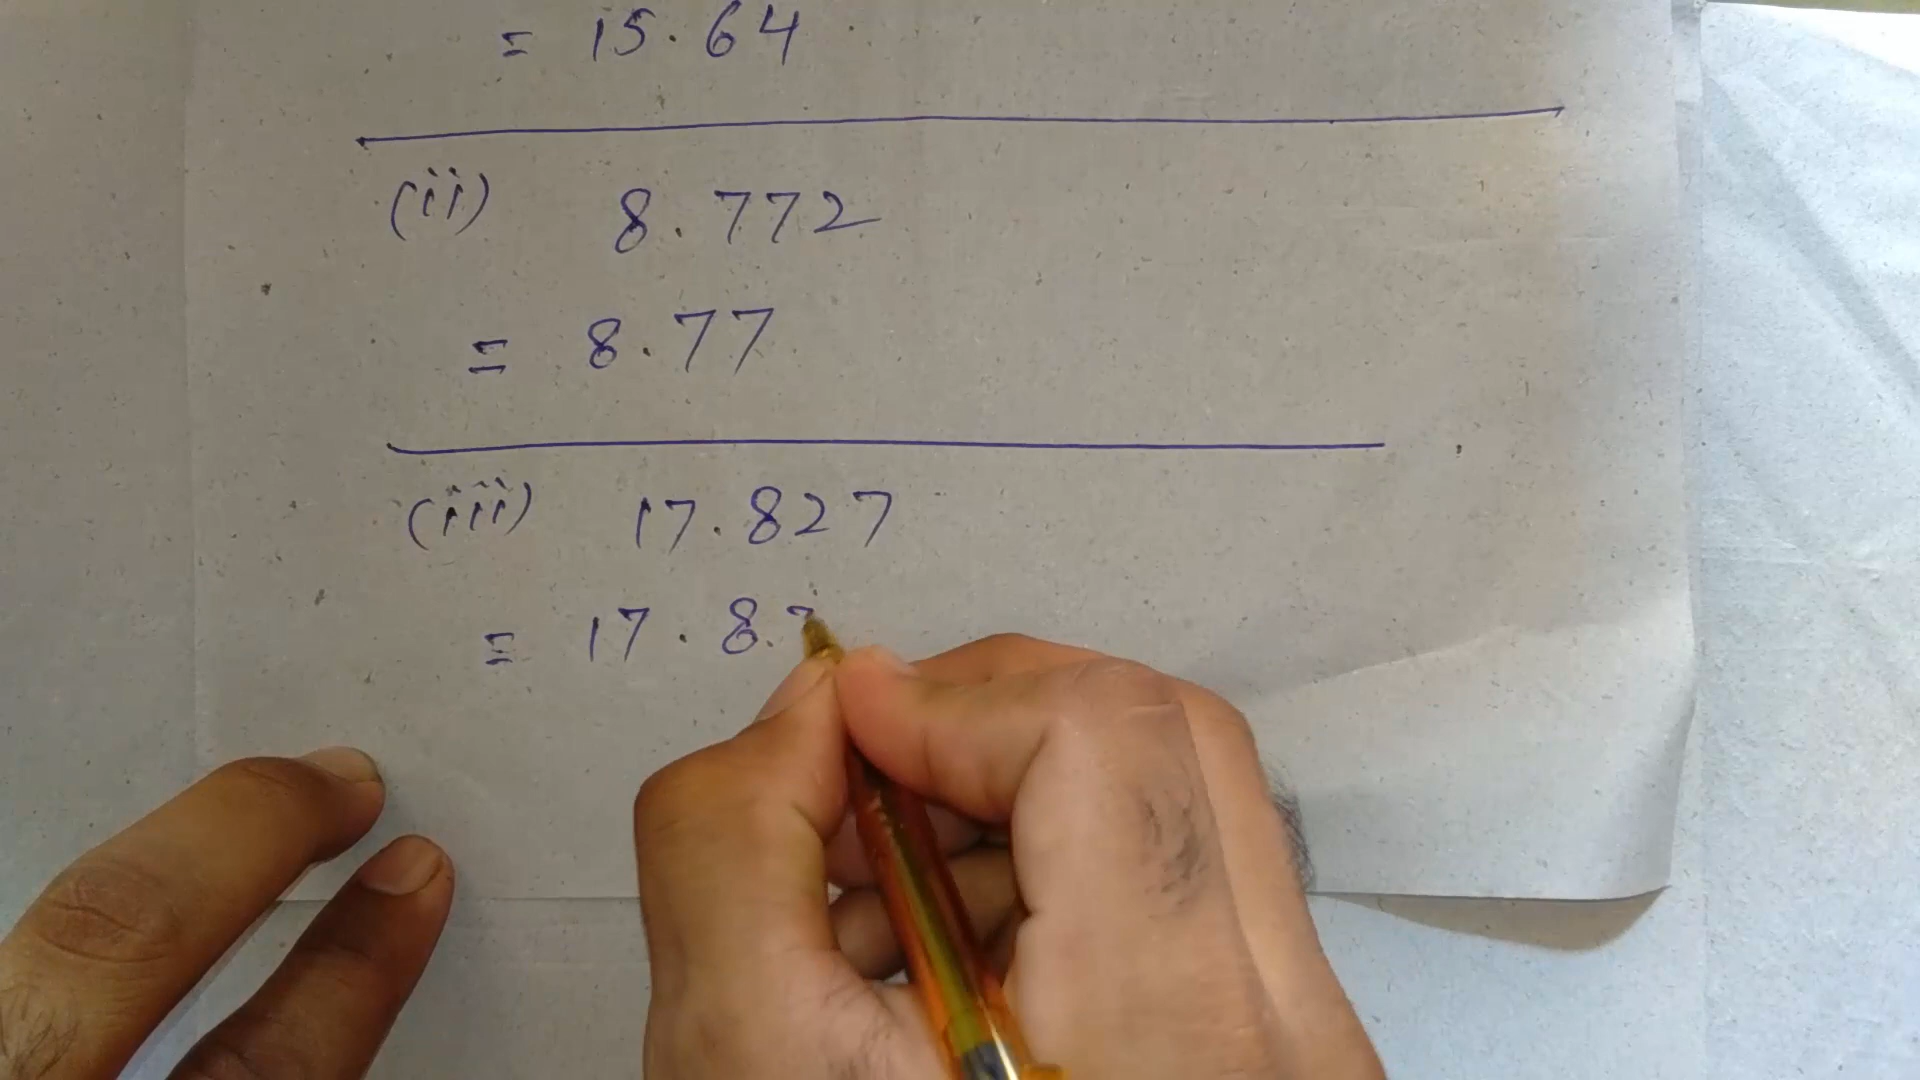 = 15.64
(ii) 8.772
= 8.77
(iii) 17.827
= 17.8